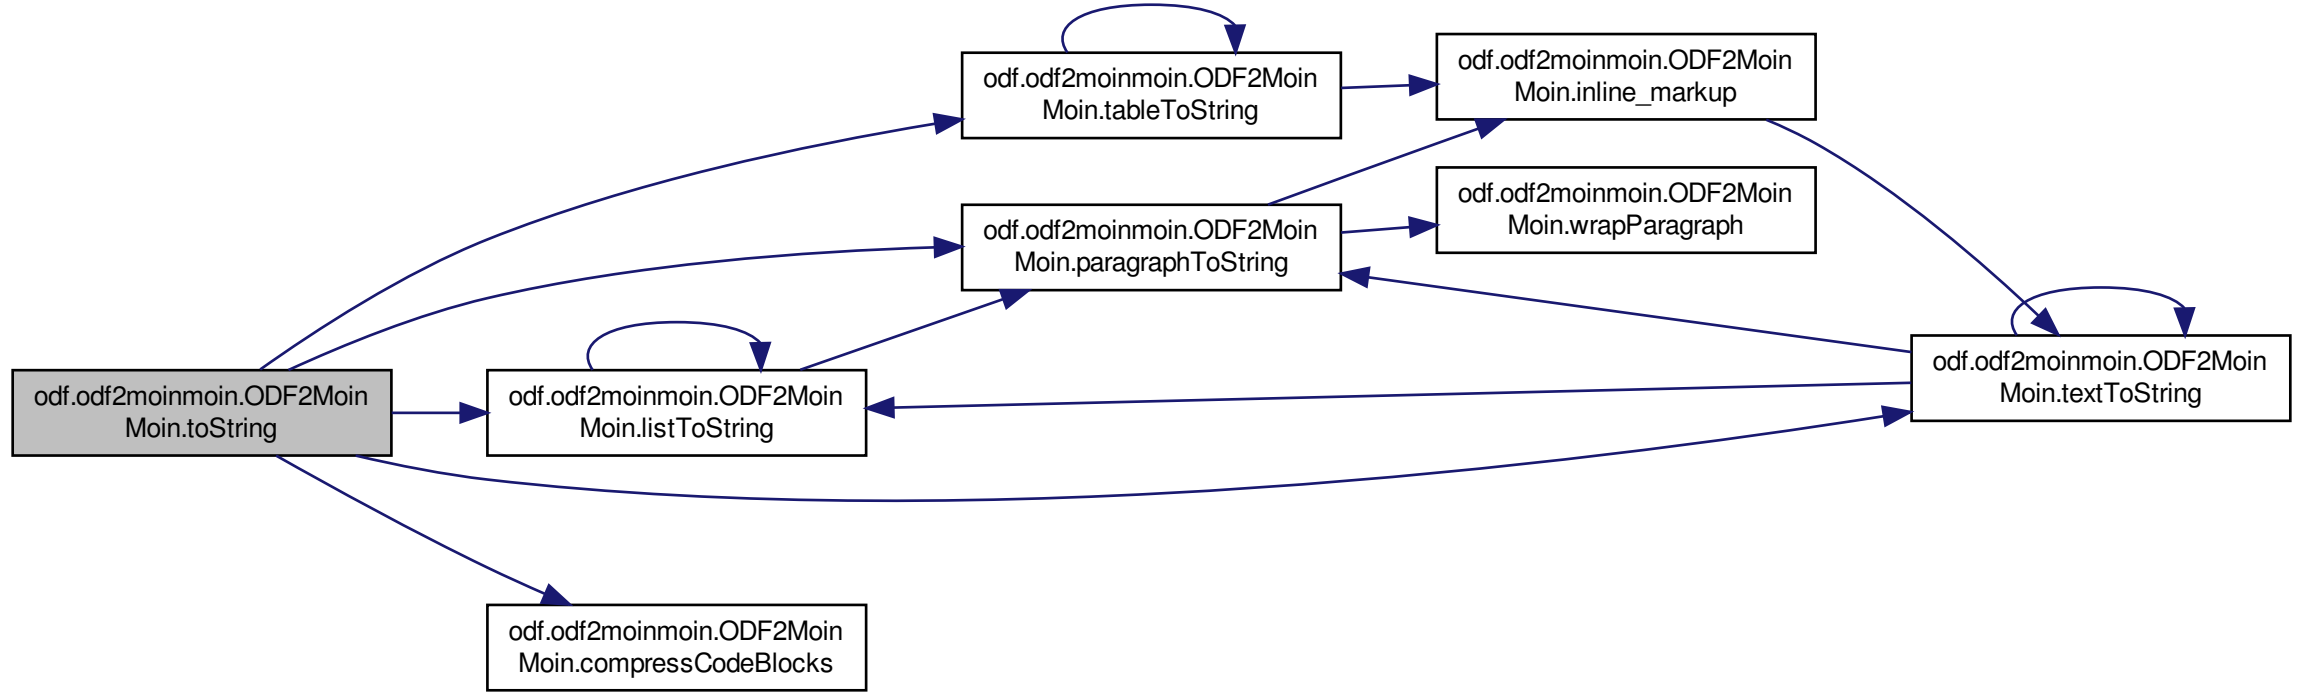 odf.odf2moinmoin.ODF2Moin
Moin.tableToString
odf.odf2moinmoin.ODF2Moin
Moin.inline_markup
odf.odf2moinmoin.ODF2Moin
Moin.wrapParagraph
odf.odf2moinmoin.ODF2Moin
Moin.paragraphToString
odf.odf2moinmoin.ODF2Moin
Moin.textToString
odf.odf2moinmoin.ODF2Moin
Moin.toString
odf.odf2moinmoin.ODF2Moin
Moin.listToString
odf.odf2moinmoin.ODF2Moin
Moin.compressCodeBlocks